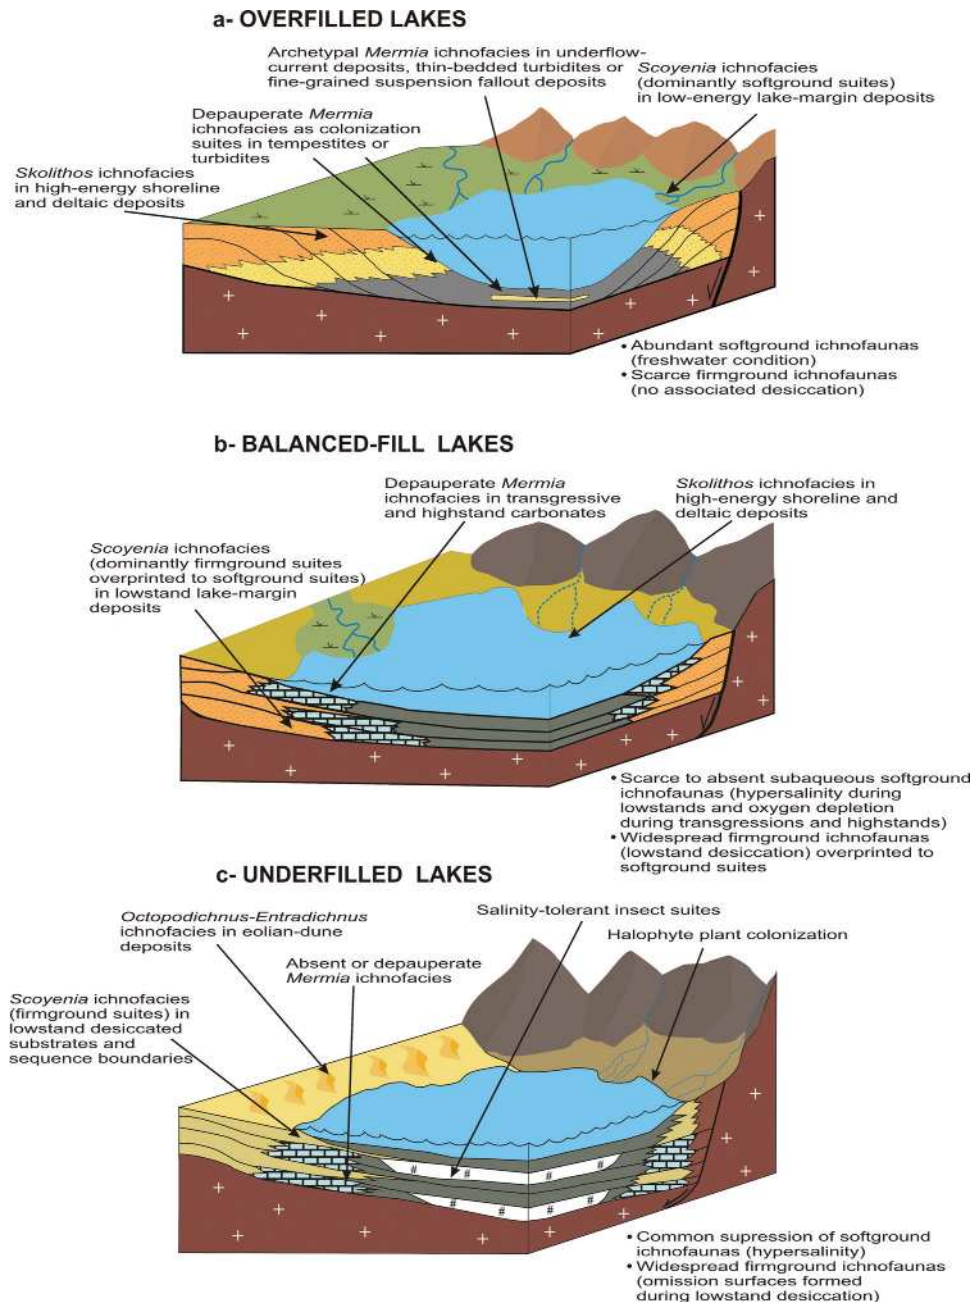 a- OVERFILLED LAKES
Archetypal Mermia ichnofacies in underflow-
current deposits, thin-bedded turbidites or
fine-grained suspension fallout deposits
Scoyenia ichnofacies
(dominantly softground suites)
in low-energy lake-margin deposits
Depauperate Mermia
ichnofacies as colonization
suites in tempestites or
turbidites
Skolithos ichnofacies
in high-energy shoreline
and deltaic deposits
• Abundant softground ichnofaunas
(freshwater condition)
• Scarce firmground ichnofaunas
(no associated desiccation)
b- BALANCED-FILL LAKES
Depauperate Mermia
ichnofacies in transgressive
and highstand carbonates
Skolithos ichnofacies in
high-energy shoreline and
deltaic deposits
Scoyenia ichnofacies
(dominantly firmground suites
overprinted to softground suites)
in lowstand lake-margin
deposits
• Scarce to absent subaqueous softground
ichnofaunas (hypersalinity during
lowstands and oxygen depletion
during transgressions and highstands)
• Widespread firmground ichnofaunas
(lowstand desiccation) overprinted to
softground suites
c- UNDERFILLED LAKES
Octopodichnus-Entradichnus
ichnofacies in eolian-dune
deposits
Salinity-tolerant insect suites
Halophyte plant colonization
Absent or depauperate
Mermia ichnofacies
Scoyenia ichnofacies
(firmground suites) in
lowstand desiccated
substrates and
sequence boundaries
• Common supression of softground
ichnofaunas (hypersalinity)
• Widespread firmground ichnofaunas
(omission surfaces formed
during lowstand desiccation)